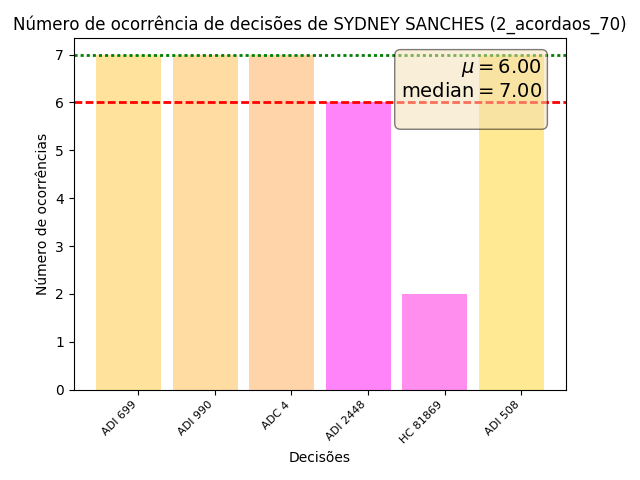 Número de ocorrência de decisões de SYDNEY SANCHES (2_acordaos_70)
μ = 6.00
median = 7.00
Número de ocorrências
7
6
5
4
3
2
1
0
ADI 699
ADI 990
ADC 4
ADI 2448
HC 81869
ADI 508
Decisões